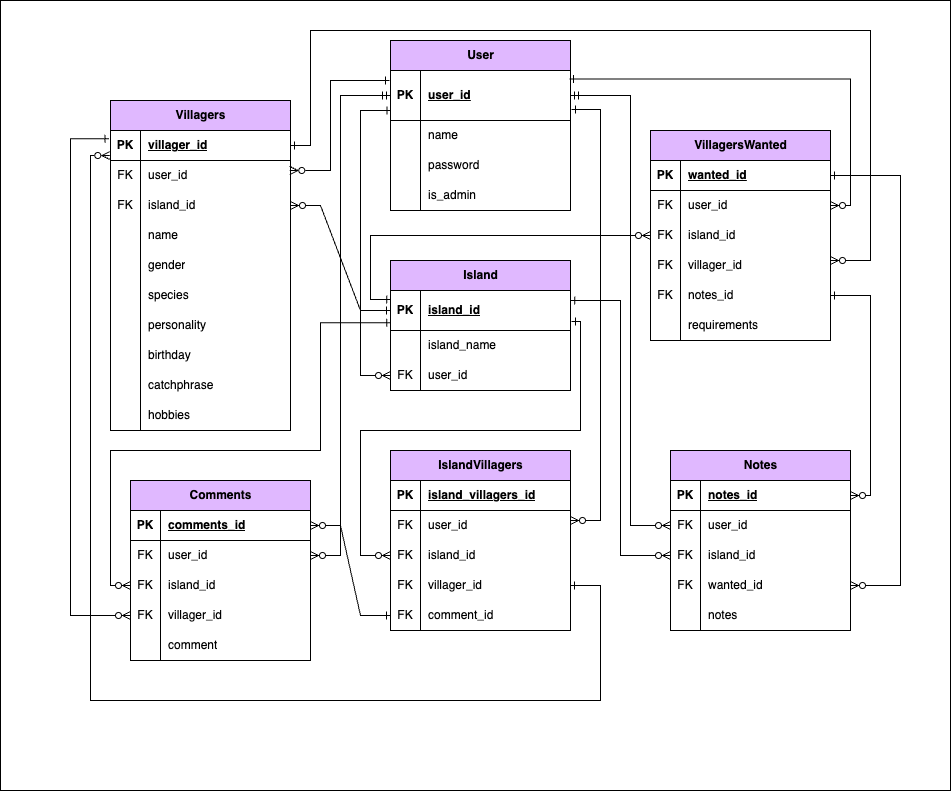 User
PK user_id
name
password
is_admin
Villagers
PK villager_id
FK user_id
FK island_id
name
gender
species
personality
birthday
catchphrase
hobbies
VillagersWanted
PK wanted_id
FK user_id
FK island_id
FK villager_id
FK notes_id
requirements
Island
PK island_id
island_name
FK user_id
Comments
PK comments_id
FK user_id
FK island_id
FK villager_id
comment
IslandVillagers
PK island_villagers_id
FK user_id
FK island_id
FK villager_id
FK comment_id
Notes
PK notes_id
FK user_id
FK island_id
FK wanted_id
notes